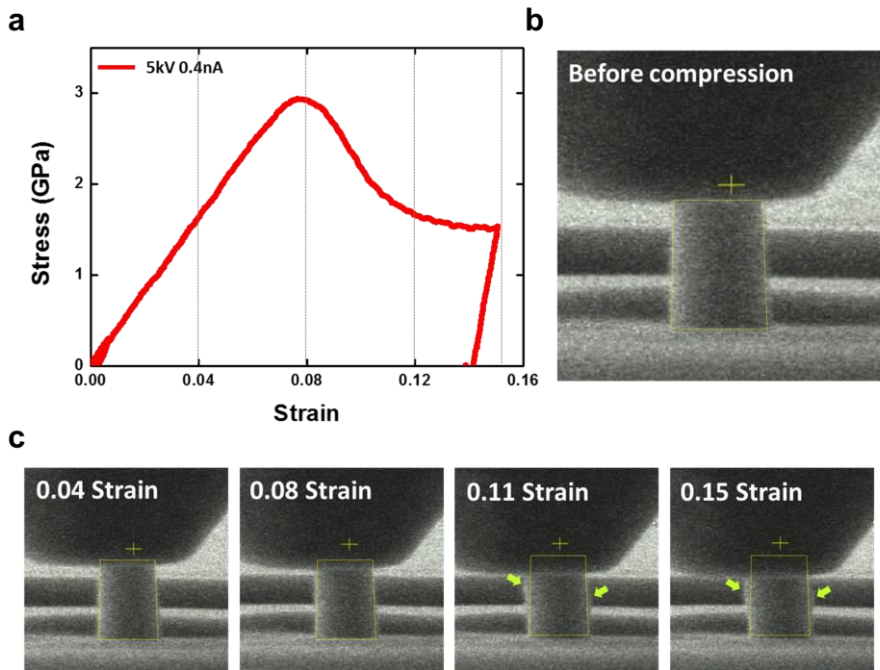 a
5kV 0.4nA
3
2
1
0
Stress (GPa)
0.00
0.04
0.08
0.12
0.16
Strain
b
Before compression
c
0.04 Strain
0.08 Strain
0.11 Strain
0.15 Strain